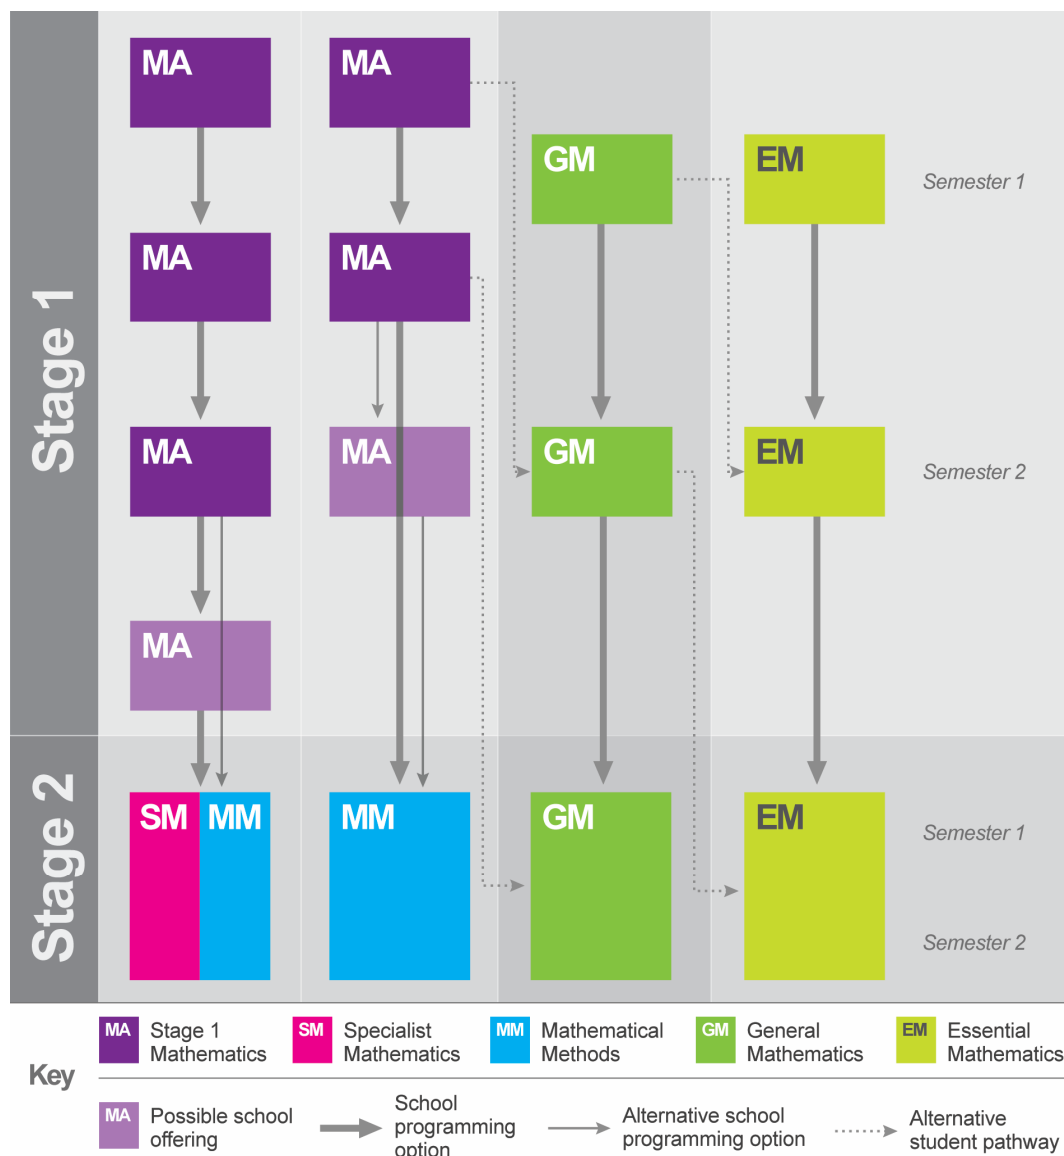 Stage 1
MA
MA
GM
EM
Semester 1
MA
MA
MA
MA
GM
EM
Semester 2
MA
Stage 2
SM
MM
MM
GM
EM
Semester 1
Semester 2
Key
MA
Stage 1
Mathematics
SM
Specialist
Mathematics
MM
Mathematical
Methods
GM
General
Mathematics
EM
Essential
Mathematics
MA
Possible school
offering
School
programming
option
Alternative school
programming option
Alternative
student pathway